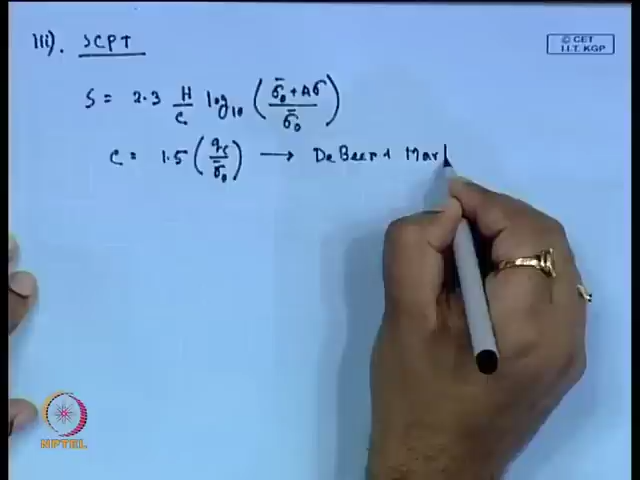 iii). SCPT
© CET
I.I.T. KGP
S = 2.3 H/C log10 ( (σ̄0 + Δσ) / σ̄0 )
C = 1.5 ( qc / σ̄0 ) → De Beer & Mar
NPTEL